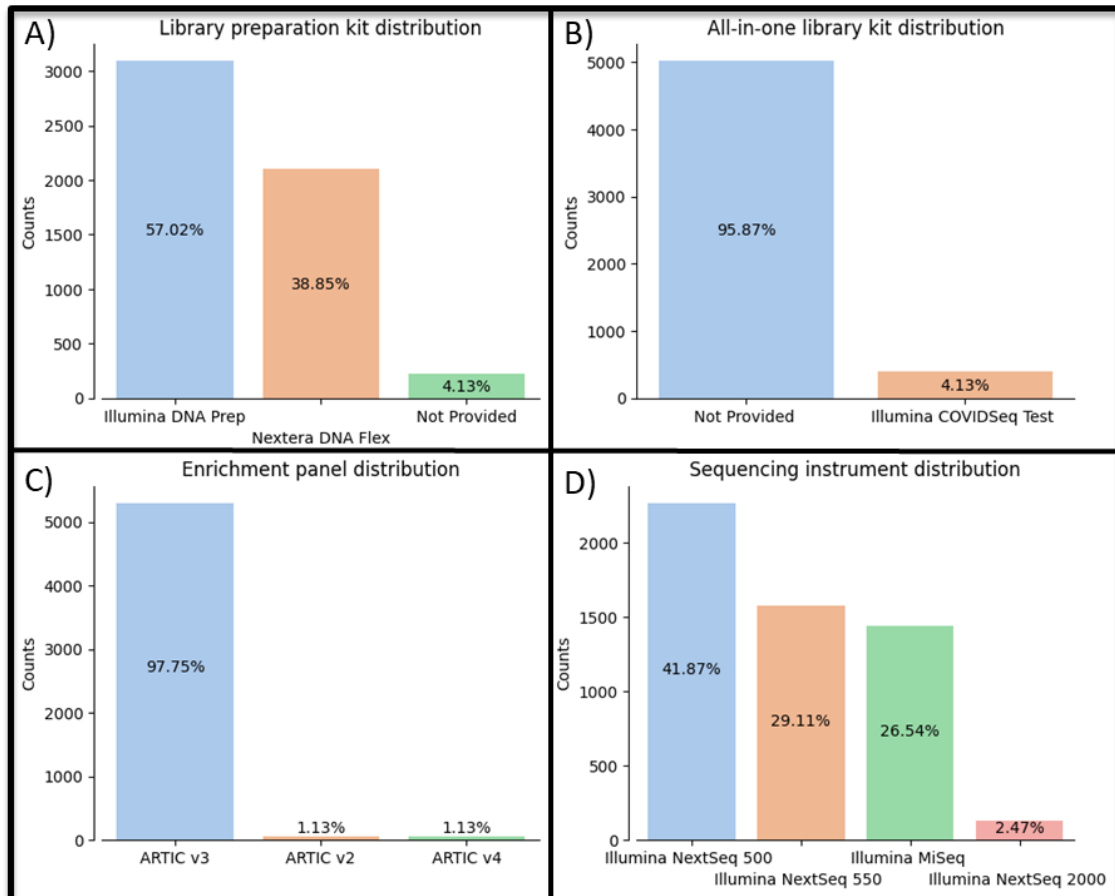 A)
Library preparation kit distribution
3000
2500
2000
1500
1000
500
0
Counts
57.02%
38.85%
4.13%
Illumina DNA Prep
Nextera DNA Flex
Not Provided
B)
All-in-one library kit distribution
5000
4000
3000
2000
1000
0
Counts
95.87%
4.13%
Not Provided
Illumina COVIDSeq Test
C)
Enrichment panel distribution
5000
4000
3000
2000
1000
0
Counts
97.75%
1.13%
1.13%
ARTIC v3
ARTIC v2
ARTIC v4
D)
Sequencing instrument distribution
2000
1500
1000
500
0
Counts
41.87%
29.11%
26.54%
2.47%
Illumina NextSeq 500
Illumina NextSeq 550
Illumina MiSeq
Illumina NextSeq 2000